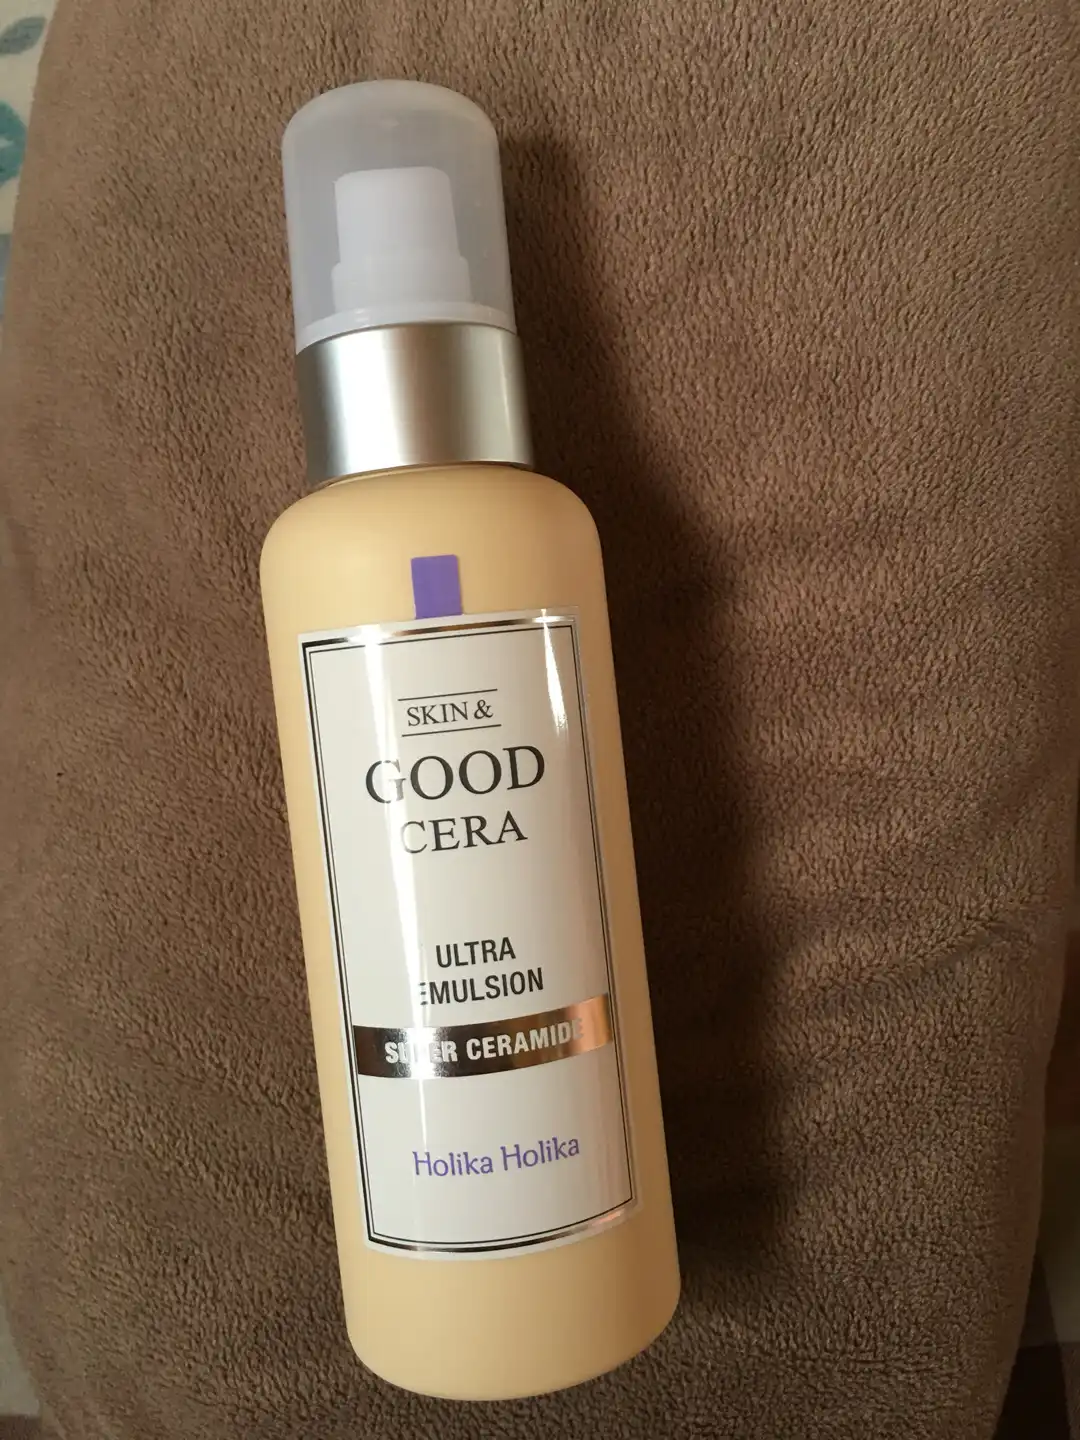 SKIN &
GOOD
CERA
ULTRA
EMULSION
SUPER CERAMIDE
Holika Holika